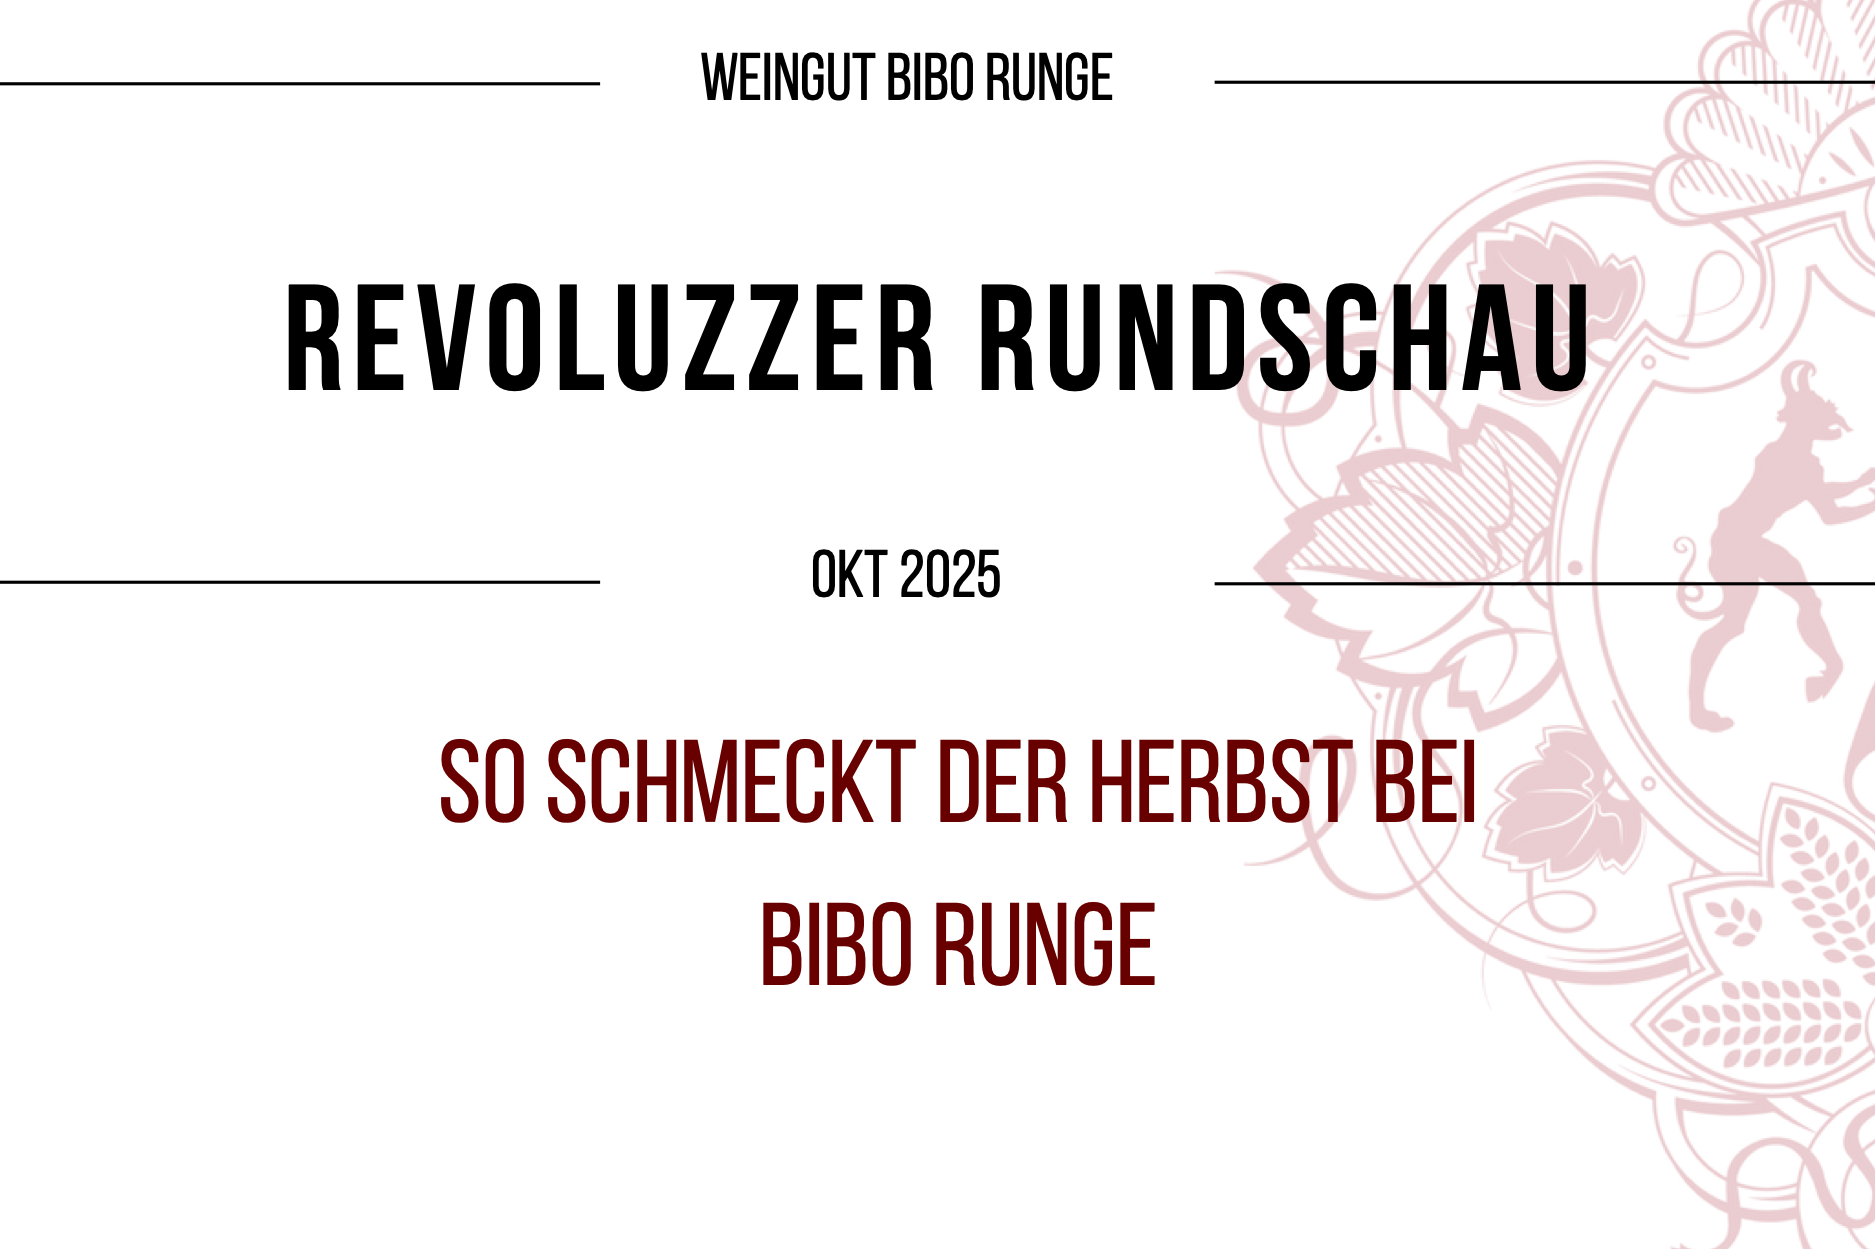 WEINGUT BIBO RUNGE
REVOLUZZER RUNDSCHAU
OKT 2025
SO SCHMECKT DER HERBST BEI
BIBO RUNGE